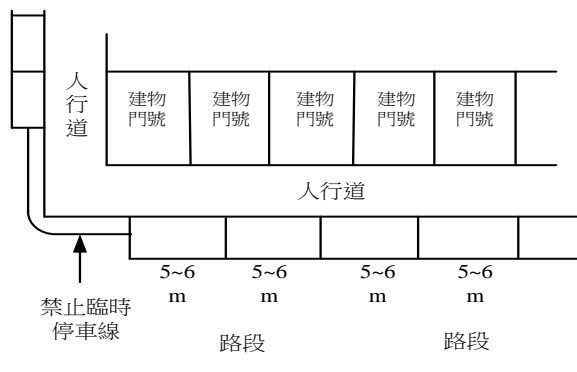 人行道
建物 建物 建物 建物 建物
門號 門號 門號 門號 門號
人行道
5~6 5~6 5~6 5~6
m m m m
禁止臨時
停車線
路段 路段